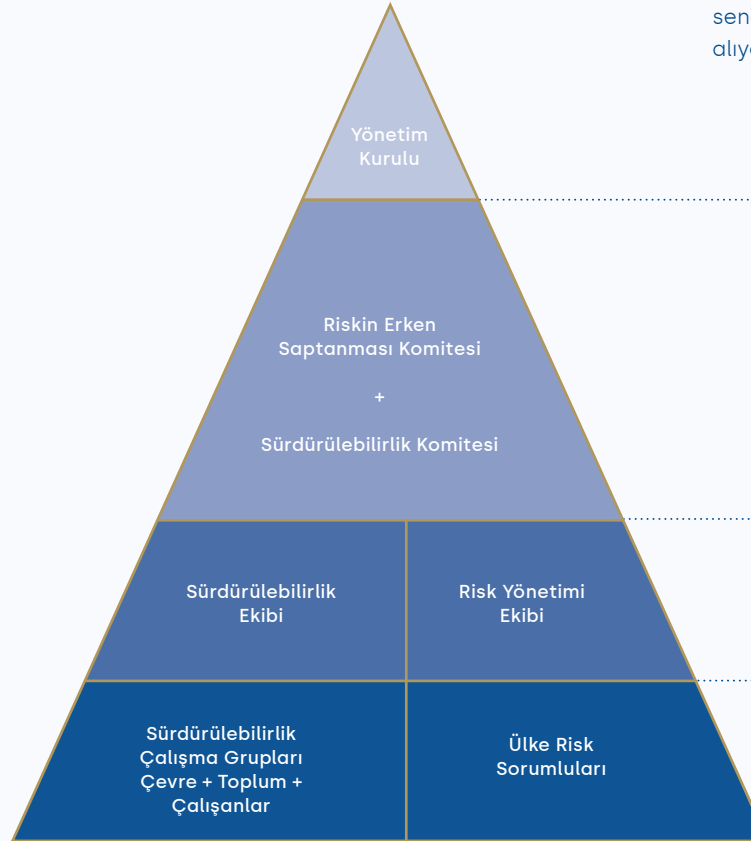 Yönetim
Kurulu
Riskin Erken
Saptanması Komitesi
+
Sürdürülebilirlik Komitesi
Sürdürülebilirlik
Ekibi
Risk Yönetimi
Ekibi
Sürdürülebilirlik
Çalışma Grupları
Çevre + Toplum +
Çalışanlar
Ülke Risk
Sorumluları